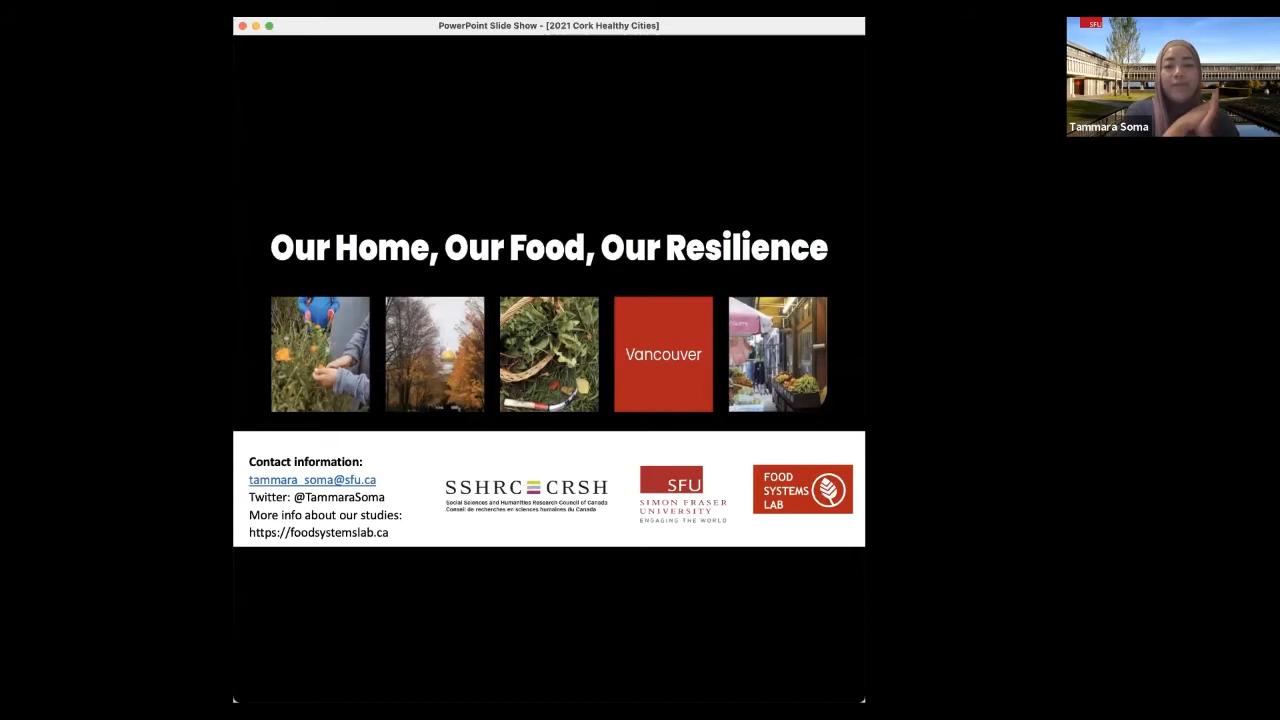 PowerPoint Slide Show - [2021 Cork Healthy Cities]
SFU
Tammara Soma
Our Home, Our Food, Our Resilience
Vancouver
Contact information:
tammara_soma@sfu.ca
Twitter: @TammaraSoma
More info about our studies:
https://foodsystemslab.ca
SSHRC CRSH
Social Sciences and Humanities Research Council of Canada
Conseil de recherches en sciences humaines du Canada
SFU
SIMON FRASER
UNIVERSITY
ENGAGING THE WORLD
FOOD
SYSTEMS
LAB